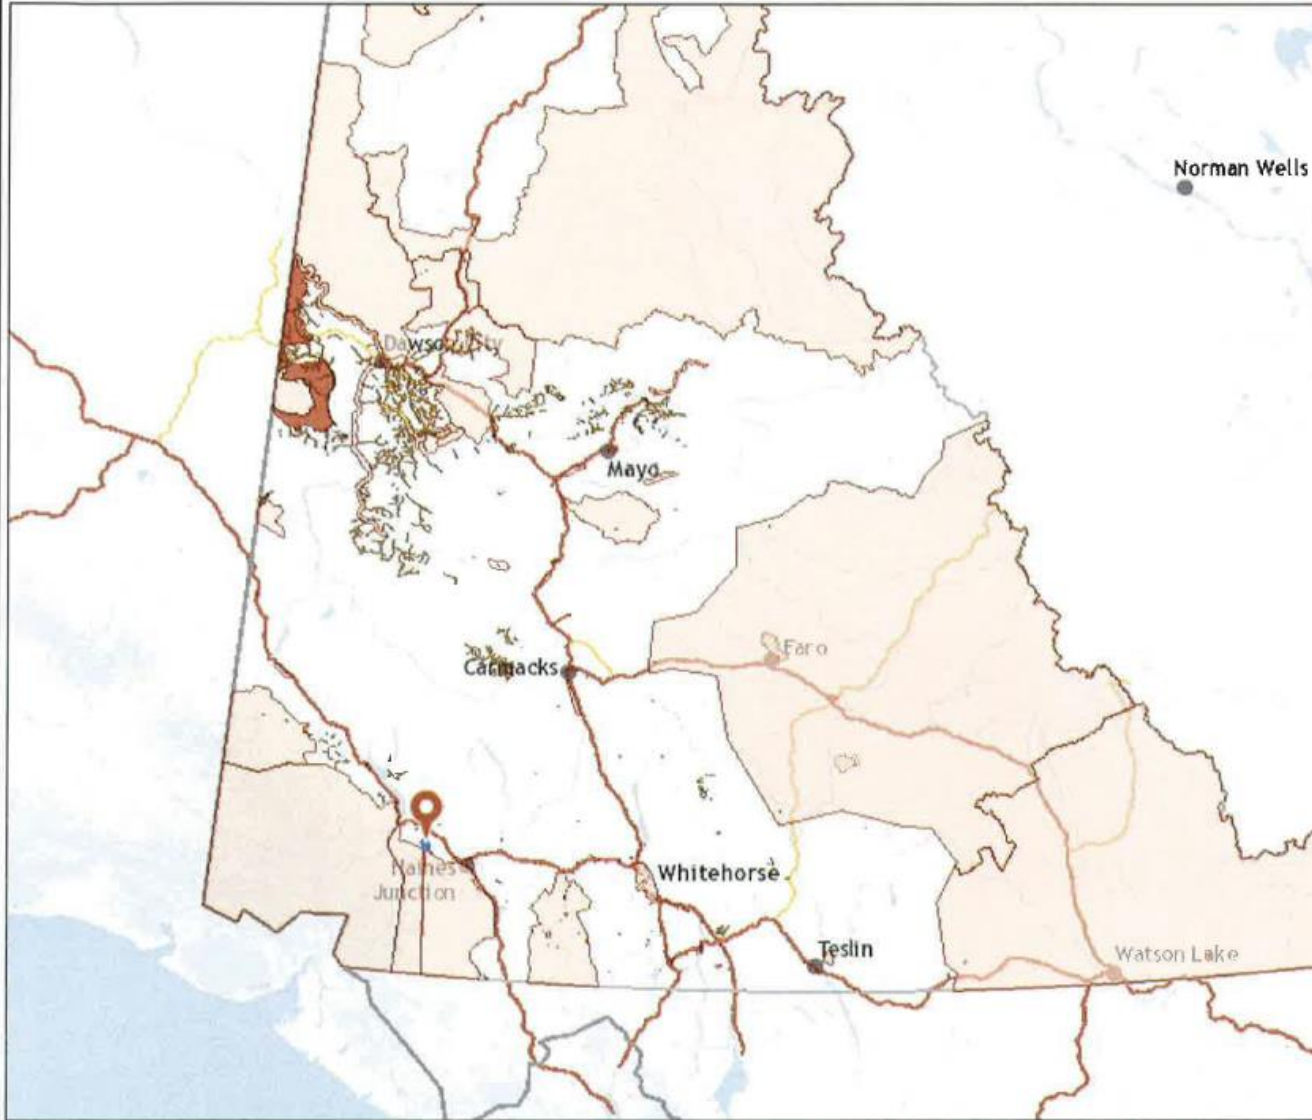 Norman Wells
Dawson City
Mayo
Faro
Carmacks
Haines
Junction
Whitehorse
Teslin
Watson Lake